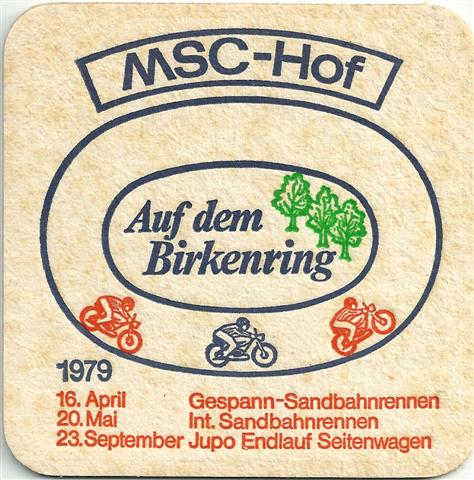 MSC-Hof
Auf dem
Birkenring
1979
16. April Gespann-Sandbahnrennen
20. Mai Int. Sandbahnrennen
23. September Jupo Endlauf Seitenwagen